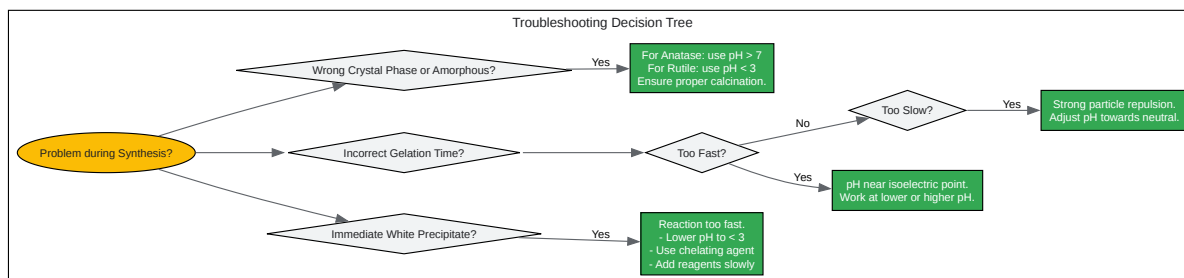 Troubleshooting Decision Tree
Problem during Synthesis?
Wrong Crystal Phase or Amorphous?
Yes
For Anatase: use pH > 7
For Rutile: use pH < 3
Ensure proper calcination.
Incorrect Gelation Time?
Too Fast?
No
Too Slow?
Yes
Strong particle repulsion.
Adjust pH towards neutral.
Yes
pH near isoelectric point.
Work at lower or higher pH.
Immediate White Precipitate?
Yes
Reaction too fast.
- Lower pH to < 3
- Use chelating agent
- Add reagents slowly